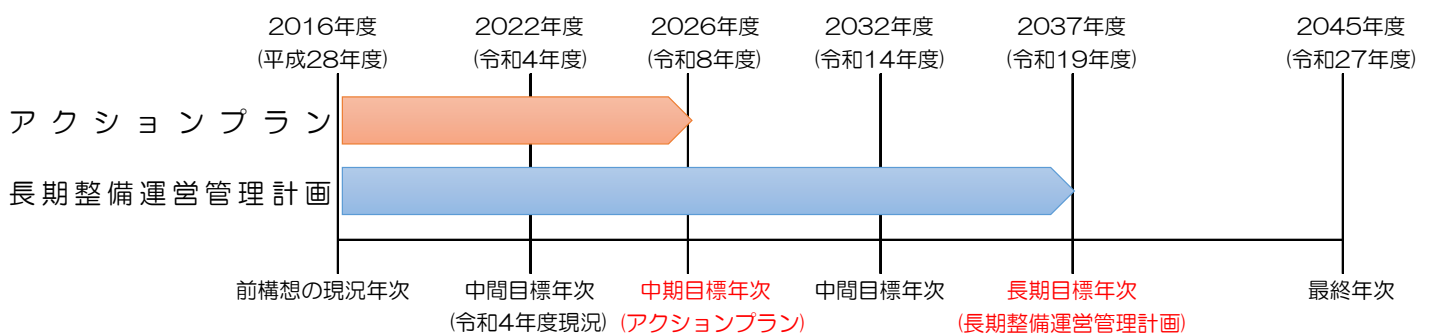 2016年度 2022年度 2026年度 2032年度 2037年度 2045年度
(平成28年度) (令和4年度) (令和8年度) (令和14年度) (令和19年度) (令和27年度)
アクションプラン
長期整備運営管理計画
前構想の現況年次 中間目標年次 中期目標年次 中間目標年次 長期目標年次 最終年次
(令和4年度現況) (アクションプラン) (長期整備運営管理計画)